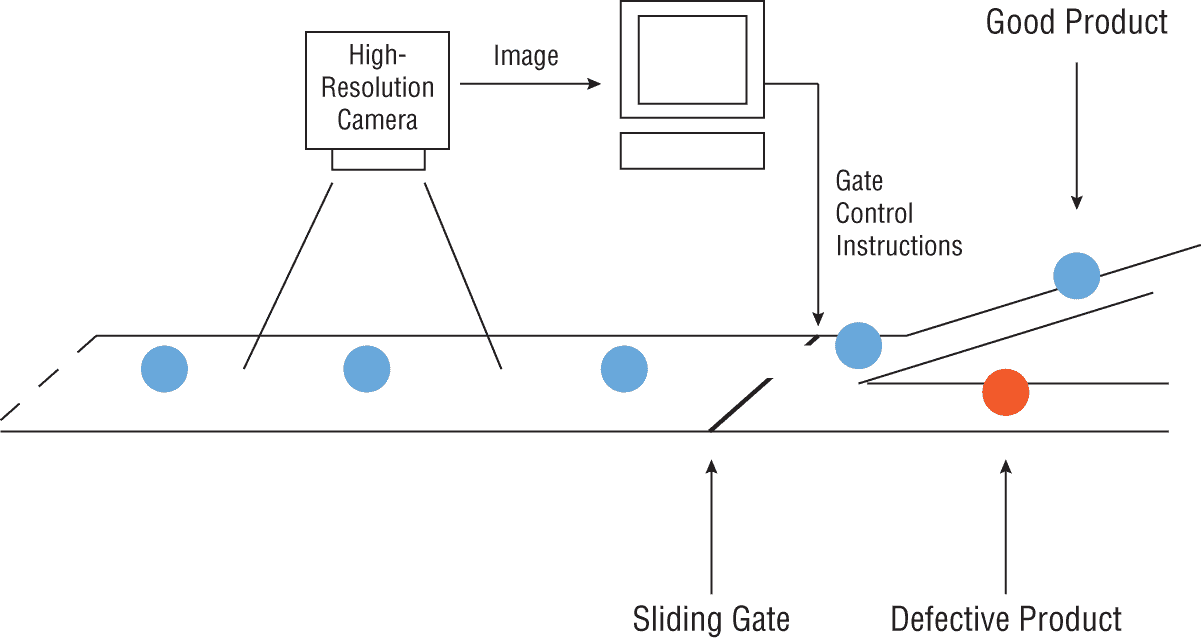 Good Product
High-
Resolution
Camera
Image
Gate
Control
Instructions
Sliding Gate
Defective Product